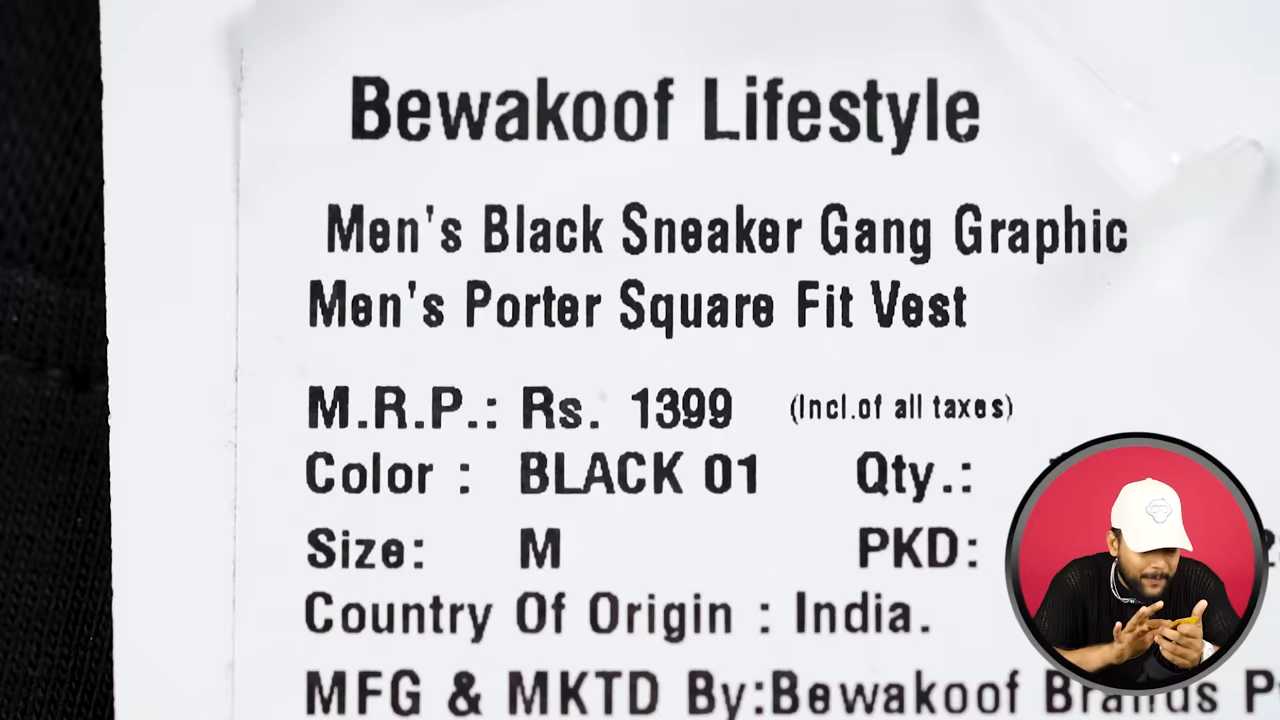 Bewakoof Lifestyle
Men's Black Sneaker Gang Graphic
Men's Porter Square Fit Vest
M.R.P.: Rs. 1399 (Incl.of all taxes)
Color : BLACK 01 Qty.:
Size: M PKD:
Country Of Origin : India.
MFG & MKTD By:Bewakoof Brands